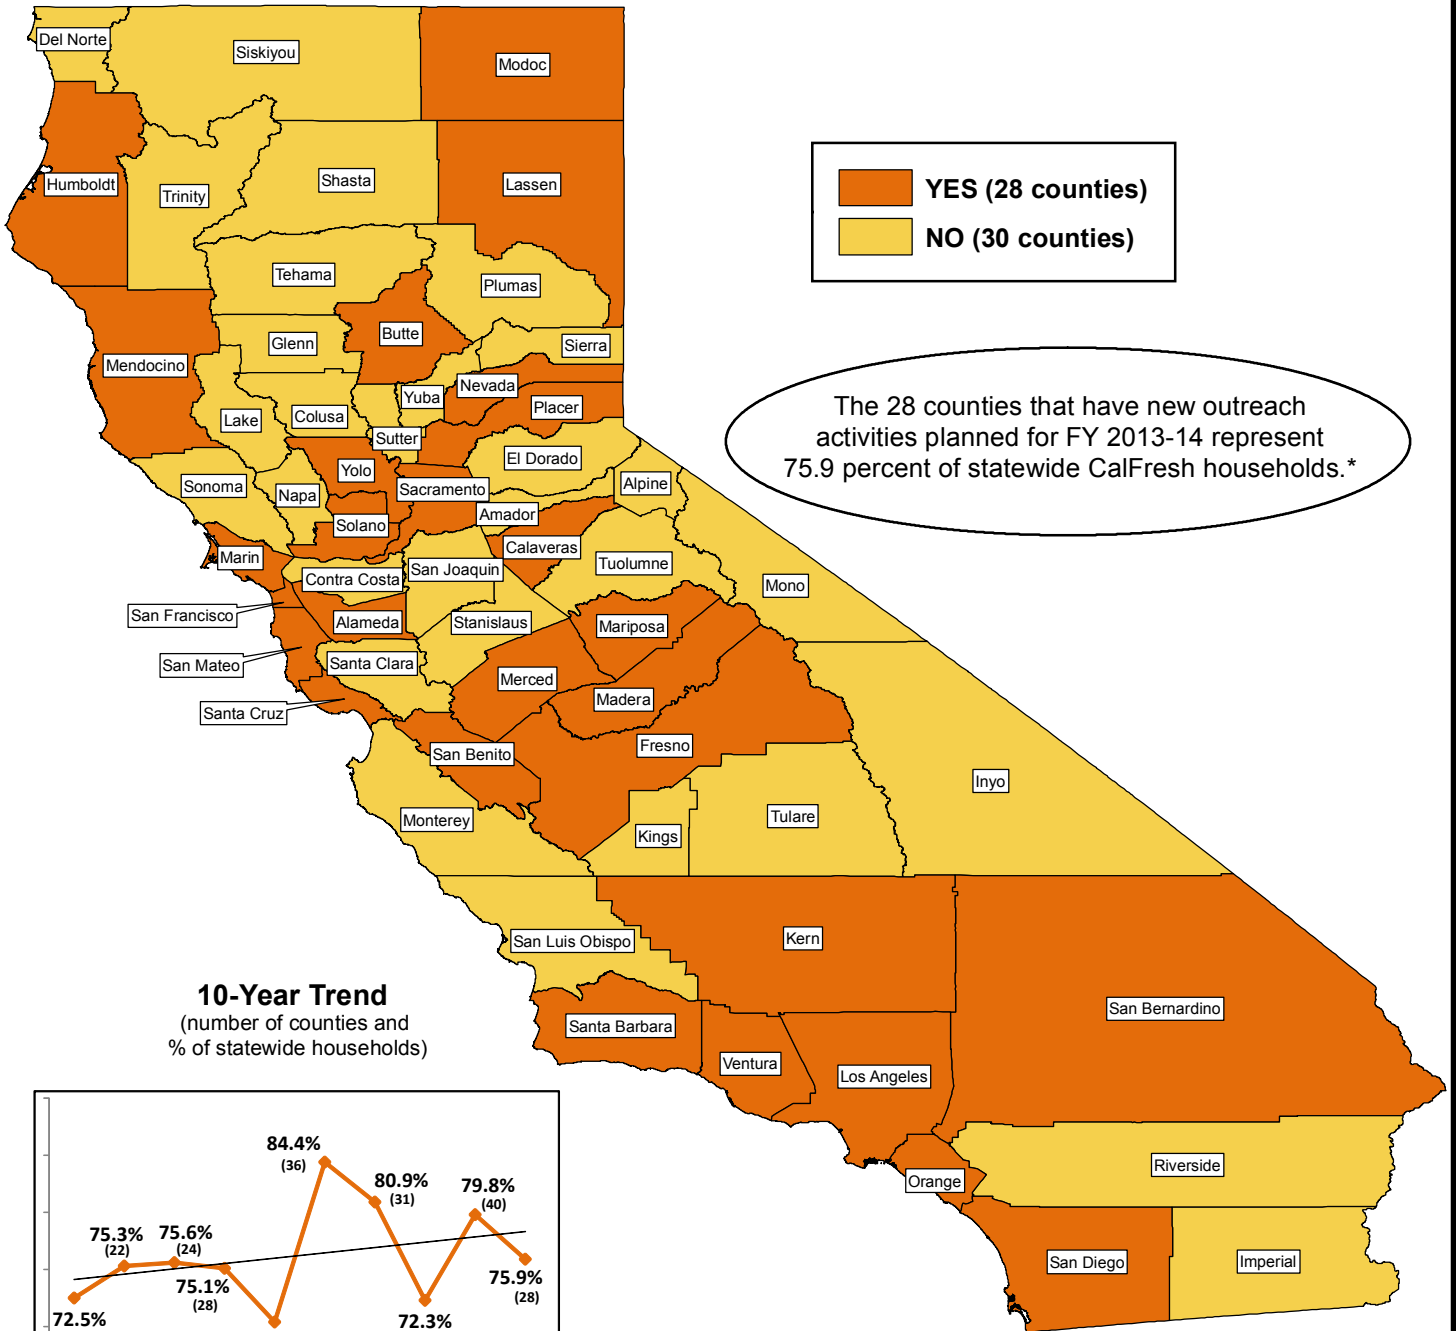 Del Norte
Siskiyou
Modoc
Humboldt
Trinity
Shasta
Lassen
YES (28 counties)
NO (30 counties)
Tehama
Plumas
Butte
Glenn
Sierra
Mendocino
Nevada
Yuba
Placer
Lake
Colusa
Sutter
The 28 counties that have new outreach
activities planned for FY 2013-14 represent
75.9 percent of statewide CalFresh households.*
El Dorado
Yolo
Sonoma
Napa
Sacramento
Alpine
Amador
Solano
Calaveras
Marin
Tuolumne
Contra Costa
San Joaquin
Mono
San Francisco
Alameda
Stanislaus
Mariposa
San Mateo
Santa Clara
Merced
Madera
Santa Cruz
San Benito
Fresno
Inyo
Monterey
Kings
Tulare
San Luis Obispo
Kern
San Bernardino
Santa Barbara
Ventura
Los Angeles
Riverside
Orange
San Diego
Imperial
10-Year Trend
(number of counties and
% of statewide households)
84.4%
(36)
80.9%
(31)
79.8%
(40)
75.3%
(22)
75.6%
(24)
75.1%
(28)
75.9%
(28)
72.5%
72.3%